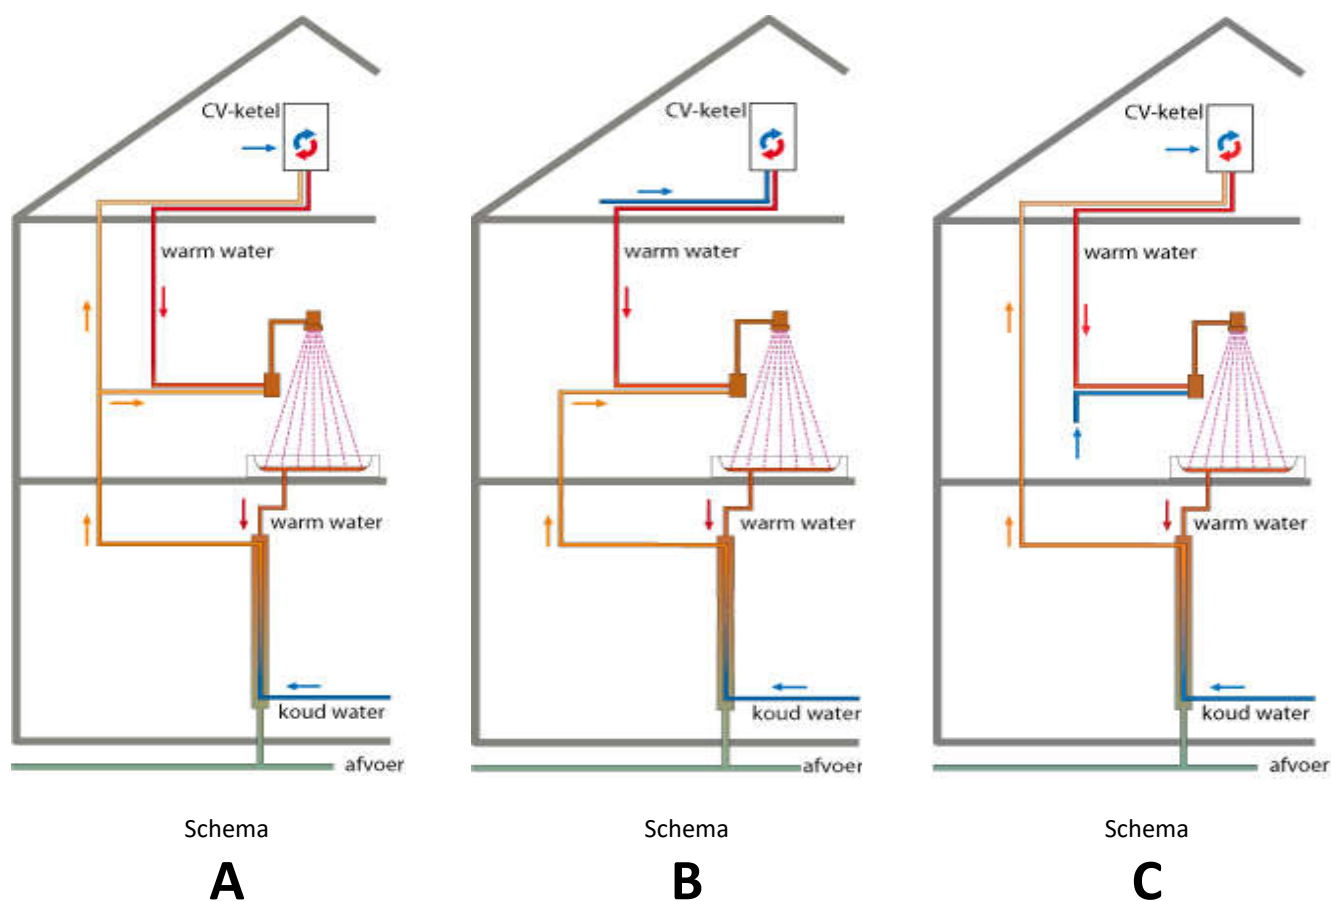 CV-ketel
warm water
warm water
koud water
afvoer
Schema
A
CV-ketel
warm water
warm water
koud water
afvoer
Schema
B
CV-ketel
warm water
warm water
koud water
afvoer
Schema
C